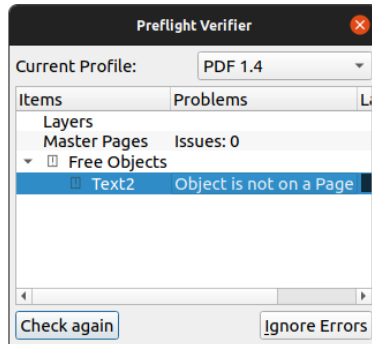 Preflight Verifier
Current Profile: PDF 1.4
Items Problems
Layers
Master Pages Issues: 0
Free Objects
Text2 Object is not on a Page
Check again Ignore Errors